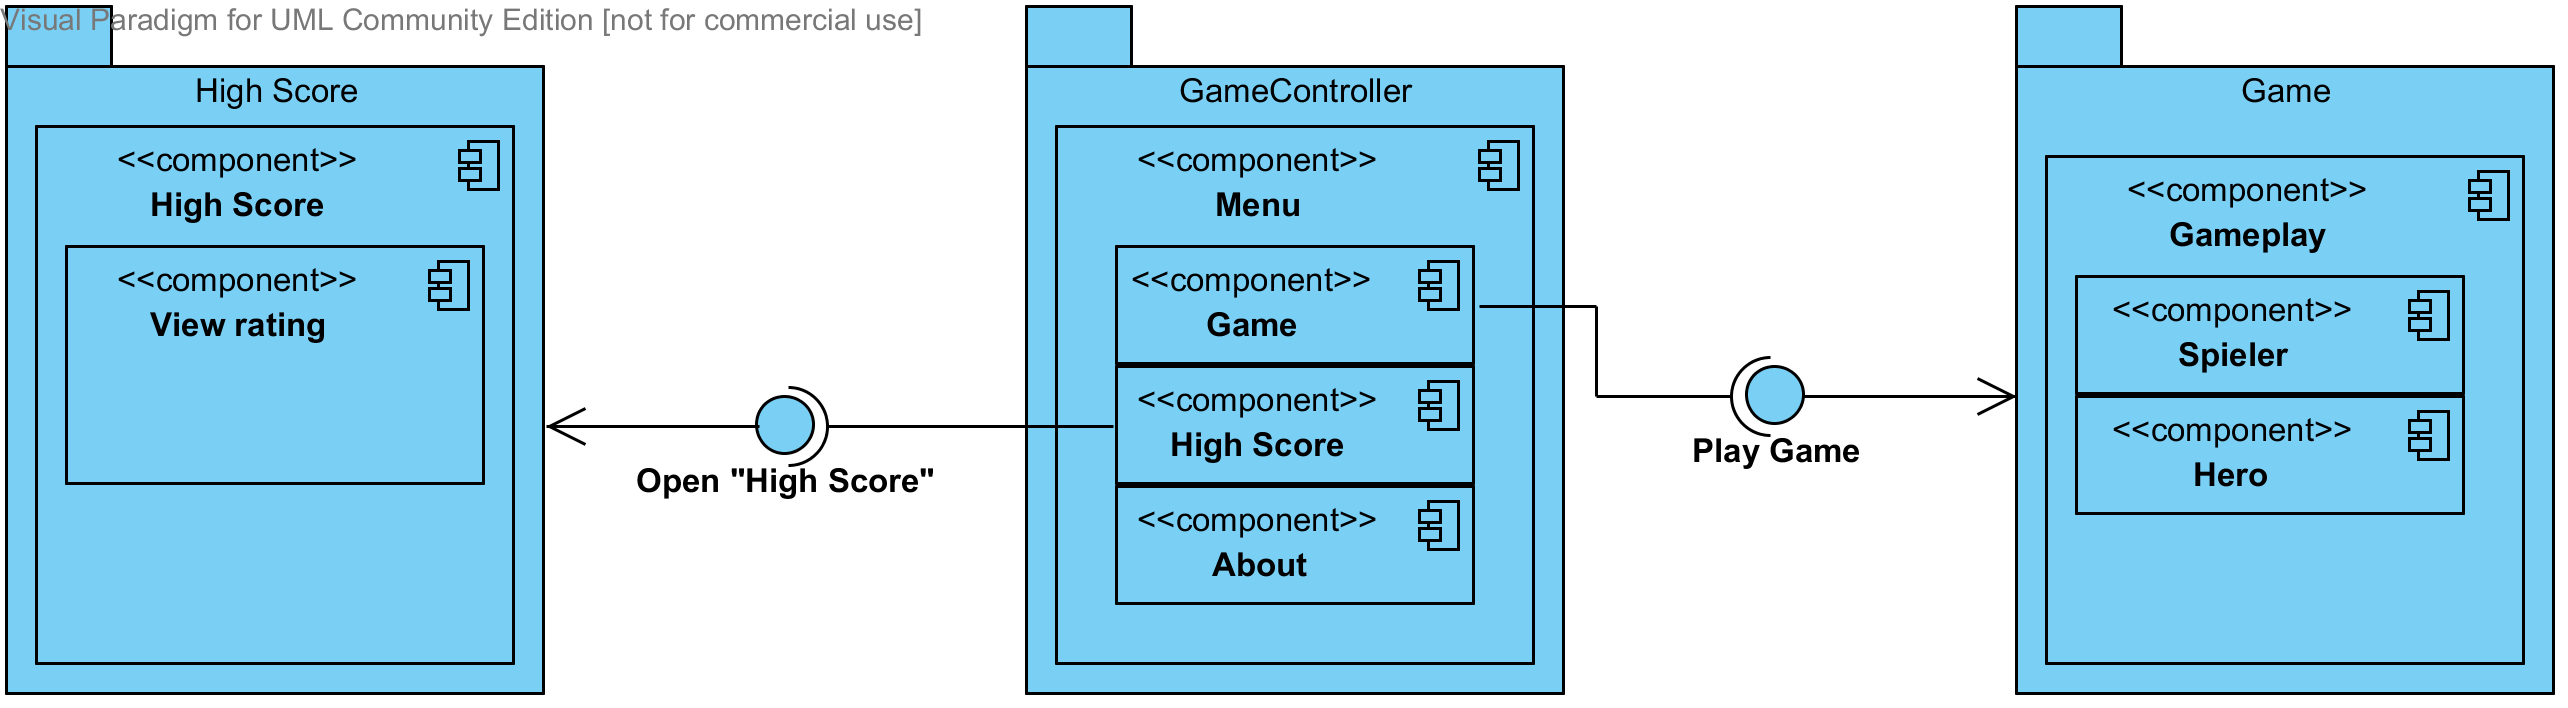 Visual Paradigm for UML Community Edition [not for commercial use]
High Score
<<component>>
High Score
<<component>>
View rating
Open "High Score"
GameController
<<component>>
Menu
<<component>>
Game
<<component>>
High Score
<<component>>
About
Play Game
Game
<<component>>
Gameplay
<<component>>
Spieler
<<component>>
Hero